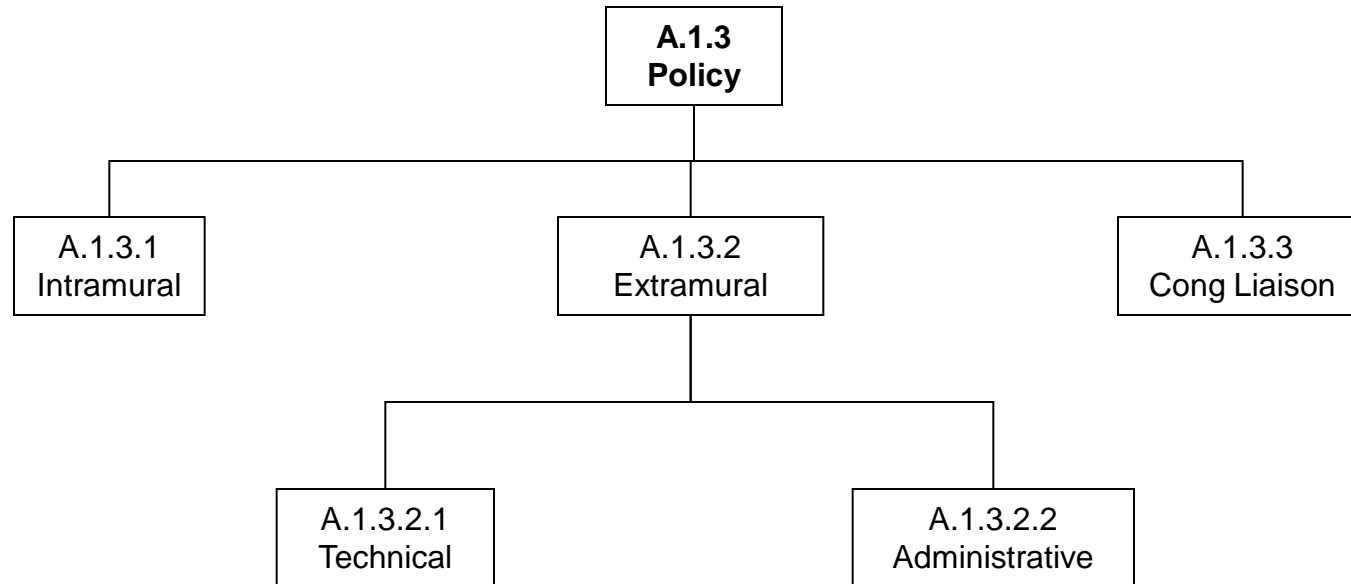 A.1.3
Policy
A.1.3.1
Intramural
A.1.3.2
Extramural
A.1.3.3
Cong Liaison
A.1.3.2.1
Technical
A.1.3.2.2
Administrative